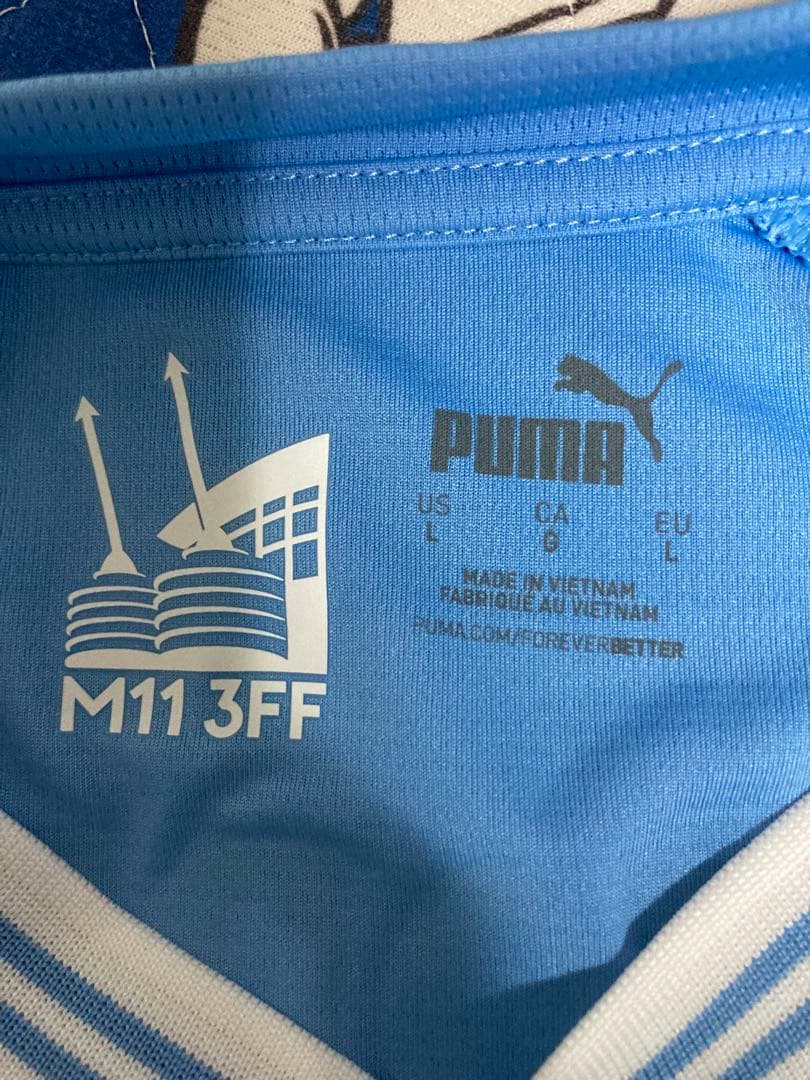 M11 3FF
PUMA
US CA EU
L G L
MADE IN VIETNAM
FABRIQUÉ AU VIETNAM
PUMA.COM/FOREVERBETTER